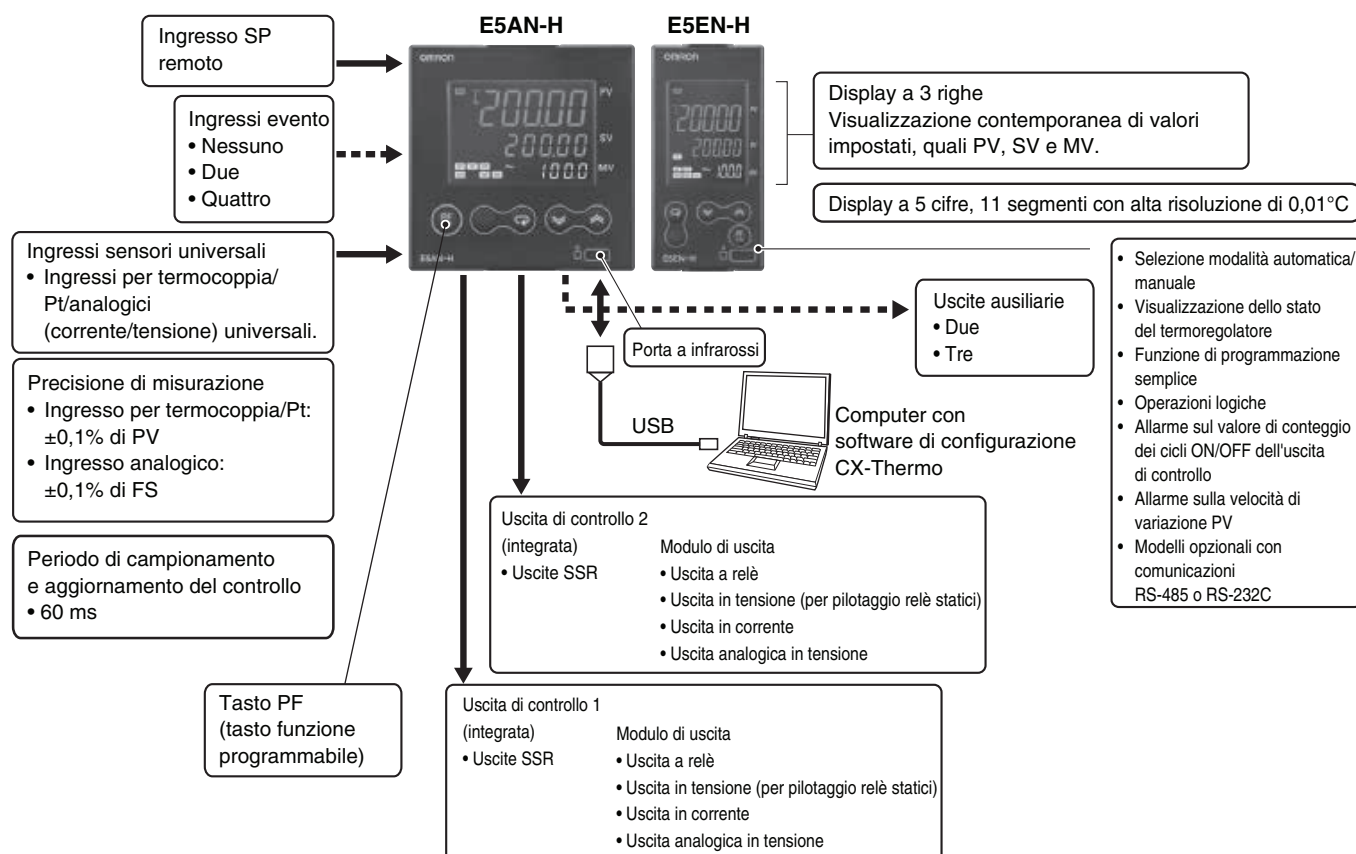 E5AN-H
E5EN-H
Ingresso SP
remoto
Ingressi evento
• Nessuno
• Due
• Quattro
Ingressi sensori universali
• Ingressi per termocoppia/
Pt/analogici
(corrente/tensione) universali.
Precisione di misurazione
• Ingresso per termocoppia/Pt:
±0,1% di PV
• Ingresso analogico:
±0,1% di FS
Periodo di campionamento
e aggiornamento del controllo
• 60 ms
Tasto PF
(tasto funzione
programmabile)
OMRON
200.00 PV
200.00 SV
100.0 MV
PF
E5AN-H
OMRON
200.00
200.00
100.0
E5EN-H
Display a 3 righe
Visualizzazione contemporanea di valori
impostati, quali PV, SV e MV.
Display a 5 cifre, 11 segmenti con alta risoluzione di 0,01°C
• Selezione modalità automatica/
manuale
• Visualizzazione dello stato
del termoregolatore
• Funzione di programmazione
semplice
• Operazioni logiche
• Allarme sul valore di conteggio
dei cicli ON/OFF dell'uscita
di controllo
• Allarme sulla velocità di
variazione PV
• Modelli opzionali con
comunicazioni
RS-485 o RS-232C
Uscite ausiliarie
• Due
• Tre
Porta a infrarossi
USB
Computer con
software di configurazione
CX-Thermo
Uscita di controllo 2
(integrata)
• Uscite SSR
Modulo di uscita
• Uscita a relè
• Uscita in tensione (per pilotaggio relè statici)
• Uscita in corrente
• Uscita analogica in tensione
Uscita di controllo 1
(integrata)
• Uscite SSR
Modulo di uscita
• Uscita a relè
• Uscita in tensione (per pilotaggio relè statici)
• Uscita in corrente
• Uscita analogica in tensione